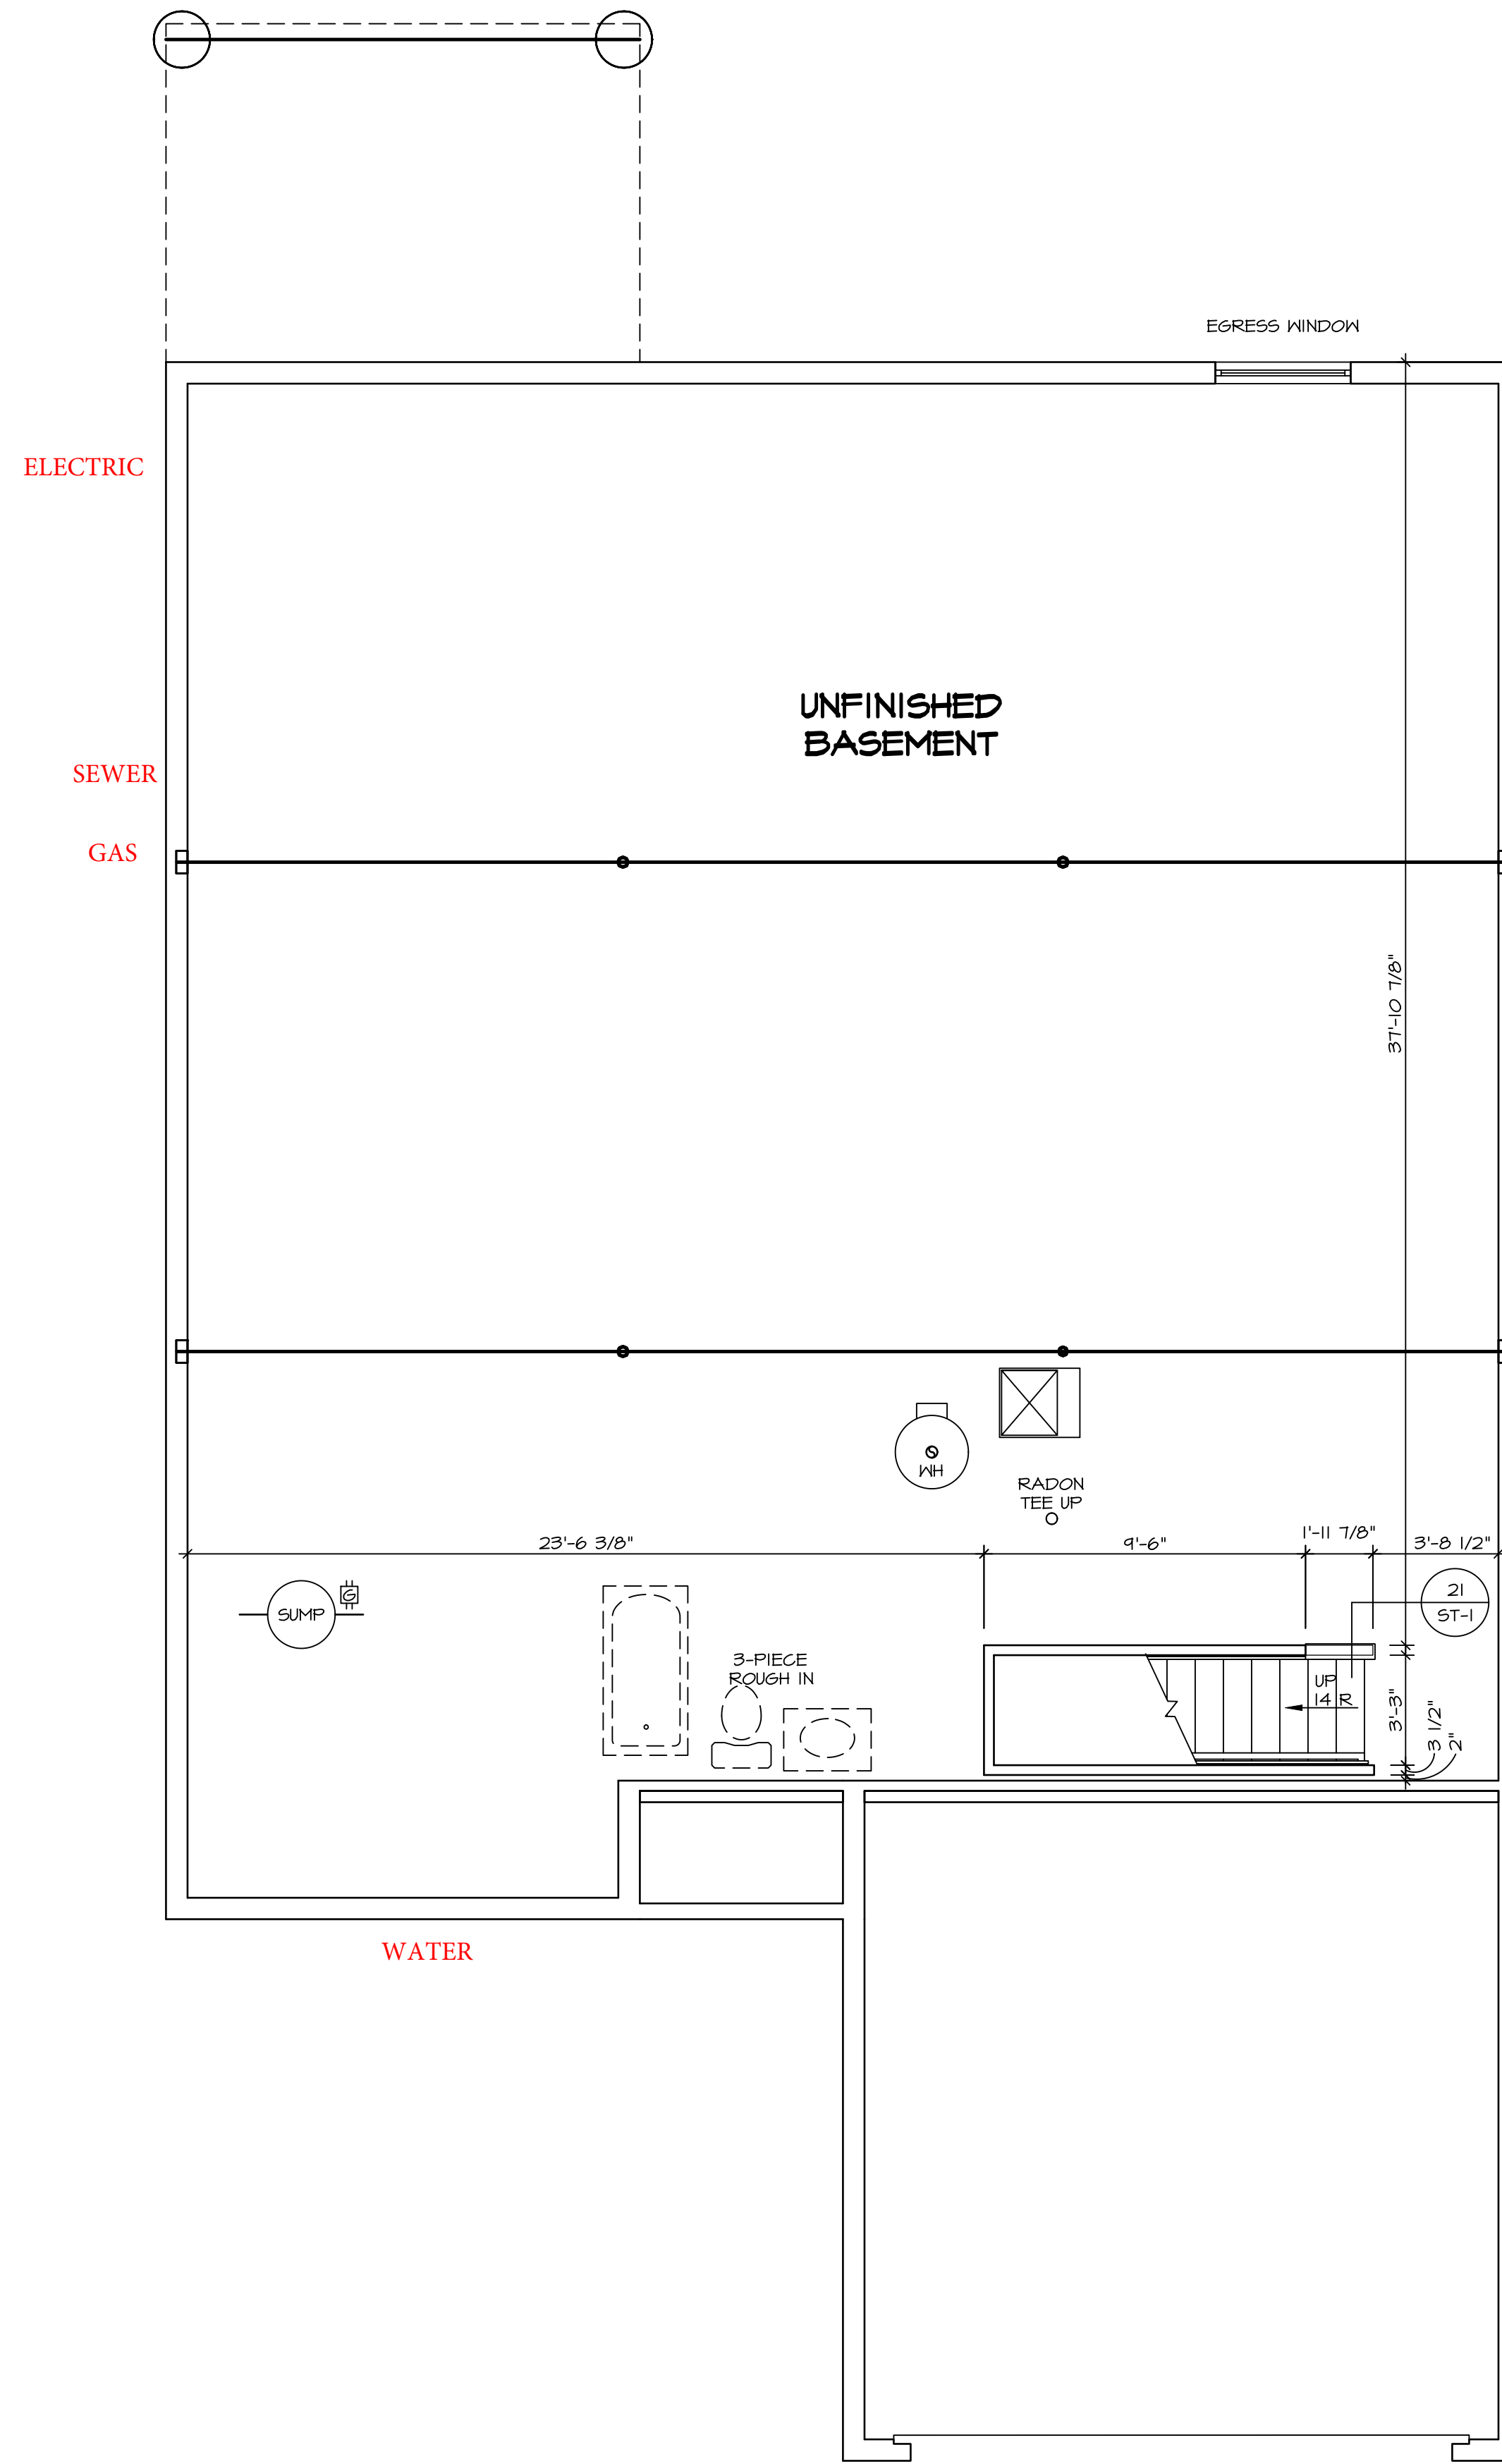 EGRESS WINDOW
ELECTRIC
UNFINISHED
BASEMENT
SEWER
GAS
37'-10 7/8"
WH
RADON
TEE UP
23'-6 3/8"
9'-6"
1'-11 7/8"
3'-8 1/2"
SUMP
G
21
ST-1
3-PIECE
ROUGH IN
UP
14 R
3'-3"
3 1/2"
2"
WATER